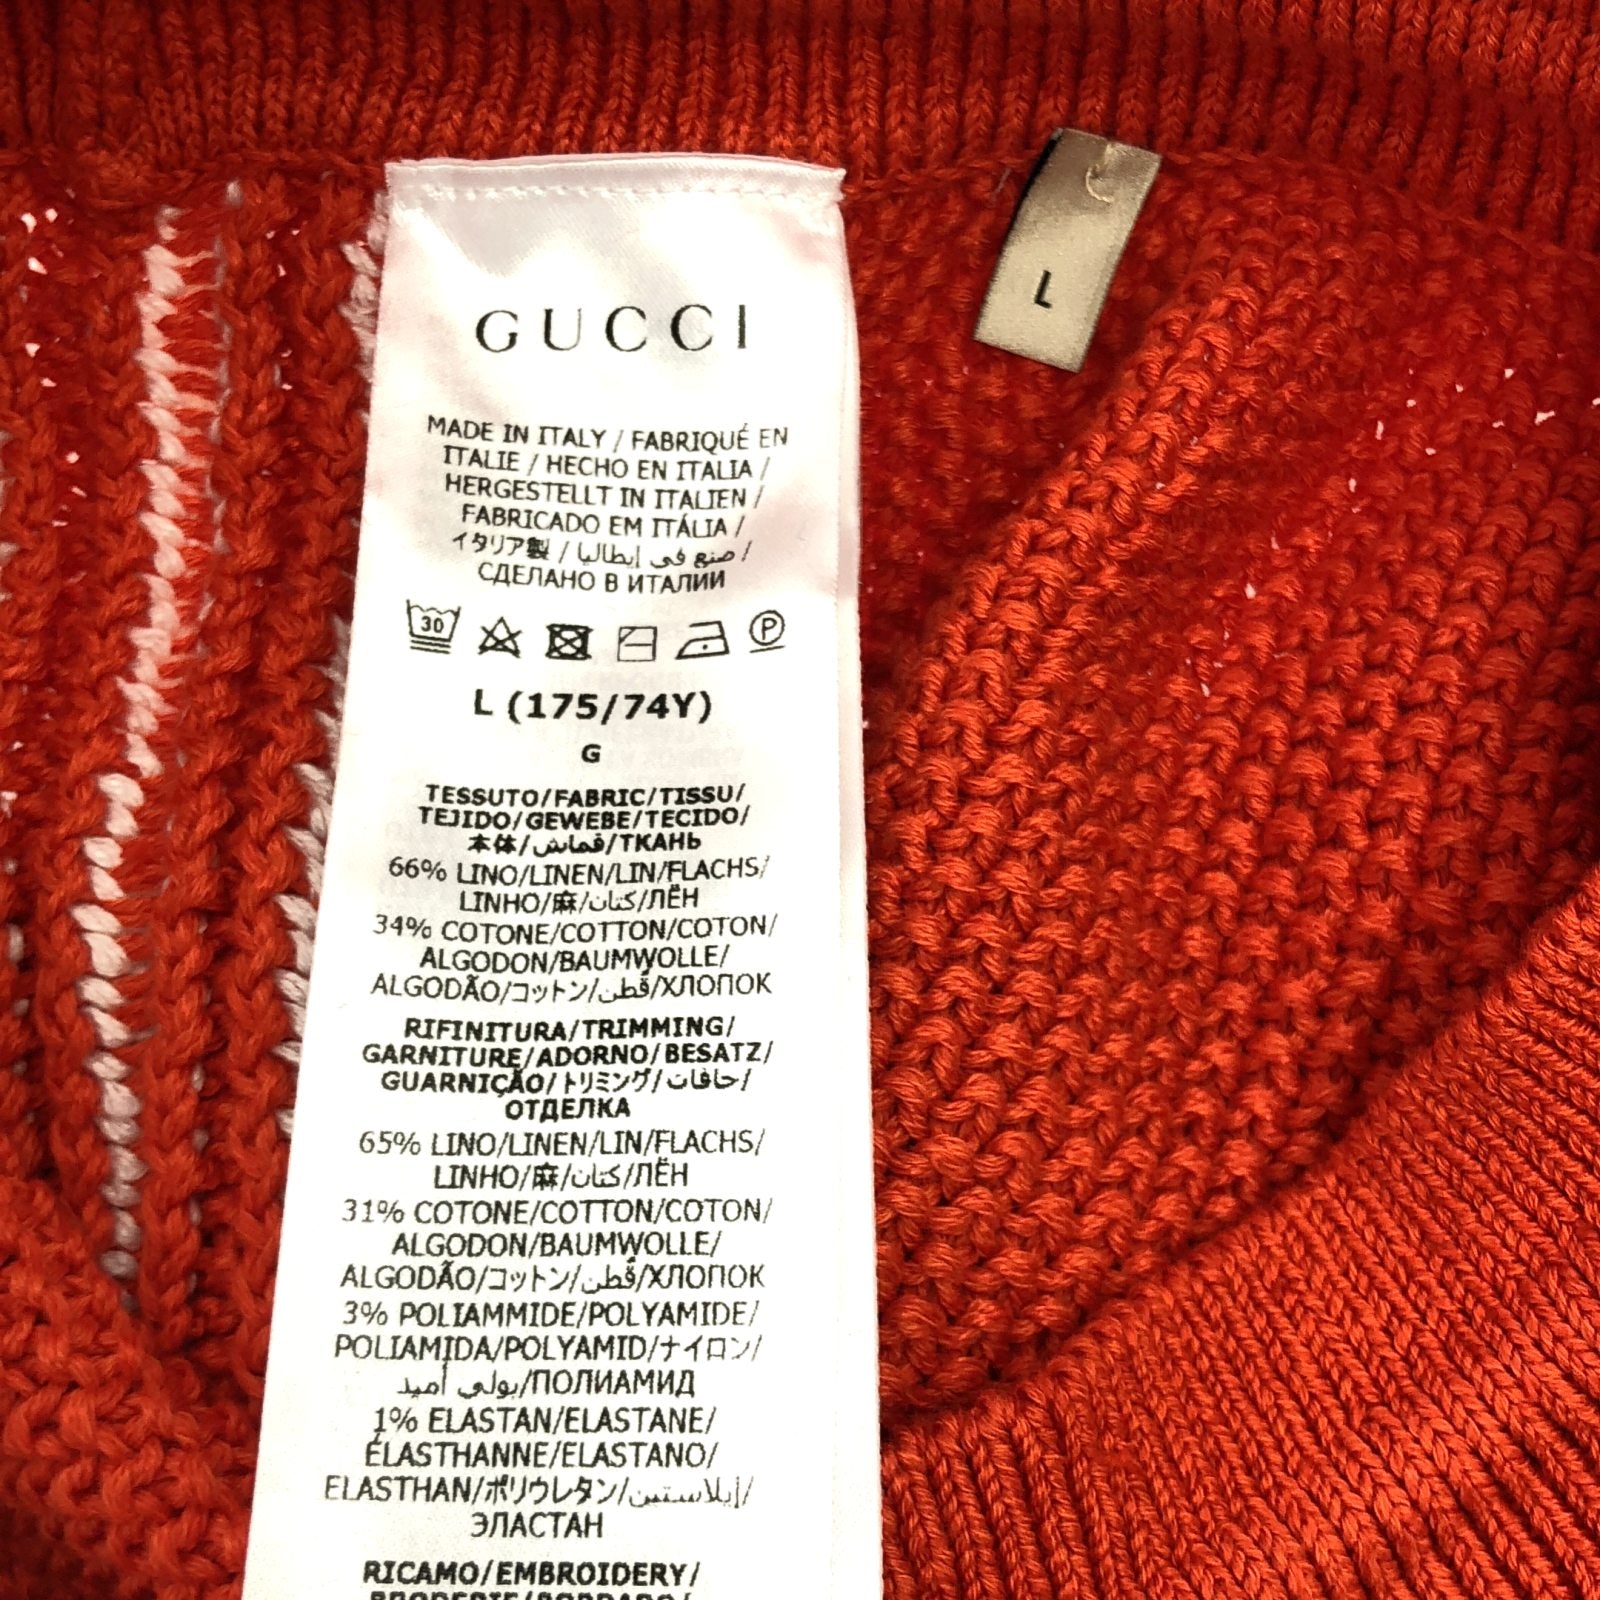 GUCCI
L
MADE IN ITALY / FABRIQUÉ EN
ITALIE / HECHO EN ITALIA /
HERGESTELLT IN ITALIEN /
FABRICADO EM ITÁLIA /
イタリア製 / صنع في إيطاليا /
СДЕЛАНО В ИТАЛИИ
30 P
L (175/74Y)
G
TESSUTO/FABRIC/TISSU/
TEJIDO/GEWEBE/TECIDO/
本体/قماش/ТКАНЬ
66% LINO/LINEN/LIN/FLACHS/
LINHO/麻/كتان/ЛЁН
34% COTONE/COTTON/COTON/
ALGODON/BAUMWOLLE/
ALGODÃO/コットン/قطن/ХЛОПОК
RIFINITURA/TRIMMING/
GARNITURE/ADORNO/BESATZ/
GUARNIÇÃO/トリミング/حافات/
ОТДЕЛКА
65% LINO/LINEN/LIN/FLACHS/
LINHO/麻/كتان/ЛЁН
31% COTONE/COTTON/COTON/
ALGODON/BAUMWOLLE/
ALGODÃO/コットン/قطن/ХЛОПОК
3% POLIAMMIDE/POLYAMIDE/
POLIAMIDA/POLYAMID/ナイロン/
بولي أميد/ПОЛИАМИД
1% ELASTAN/ELASTANE/
ÉLASTHANNE/ELASTANO/
ELASTHAN/ポリウレタン/إيلاستين/
ЭЛАСТАН
RICAMO/EMBROIDERY/
BRODERIE/BORDADO/